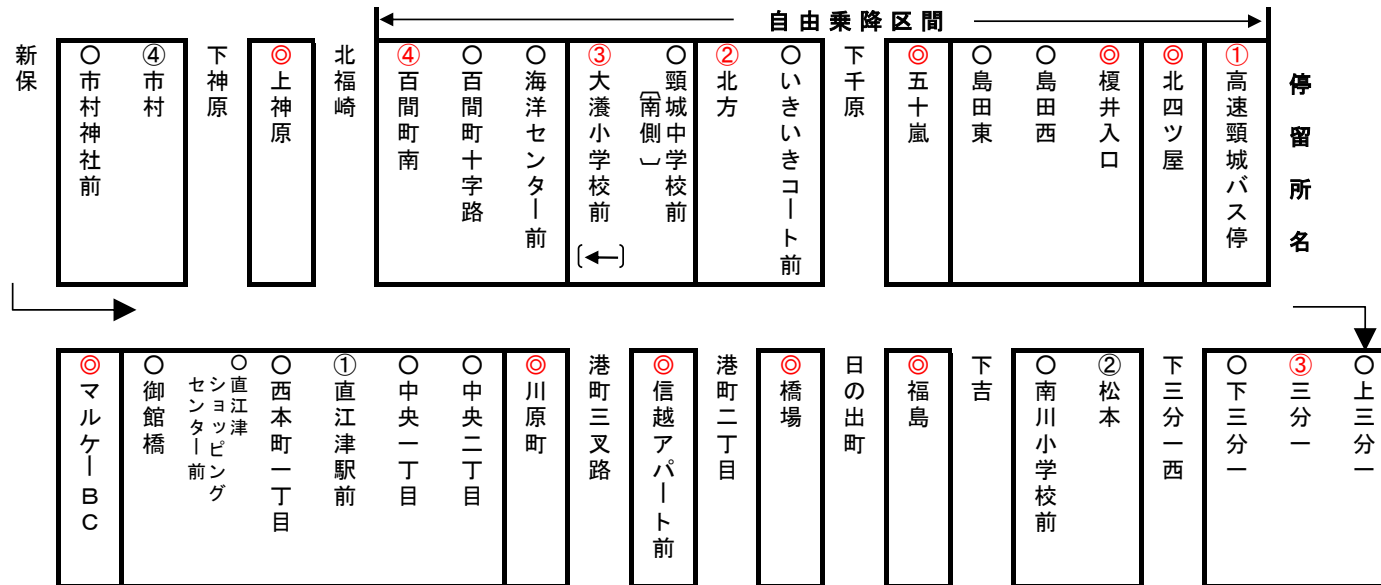 自由乗降区間
停留所名
①高速頸城バス停
◎北四ツ屋
◎榎井入口
○島田西
○島田東
◎五十嵐
下千原
○いきいきコート前
②北方
○頸城中学校前
〔南側〕
③大瀁小学校前
○海洋センター前
○百間町十字路
④百間町南
北福崎
◎上神原
下神原
④市村
○市村神社前
新保
○上三分一
③三分一
○下三分一
下三分一西
②松本
○南川小学校前
下吉
◎福島
日の出町
◎橋場
港町二丁目
◎信越アパート前
港町三叉路
◎川原町
○中央二丁目
○中央一丁目
①直江津駅前
○西本町一丁目
○直江津
ショッピング
センター前
○御館橋
◎マルケーBC